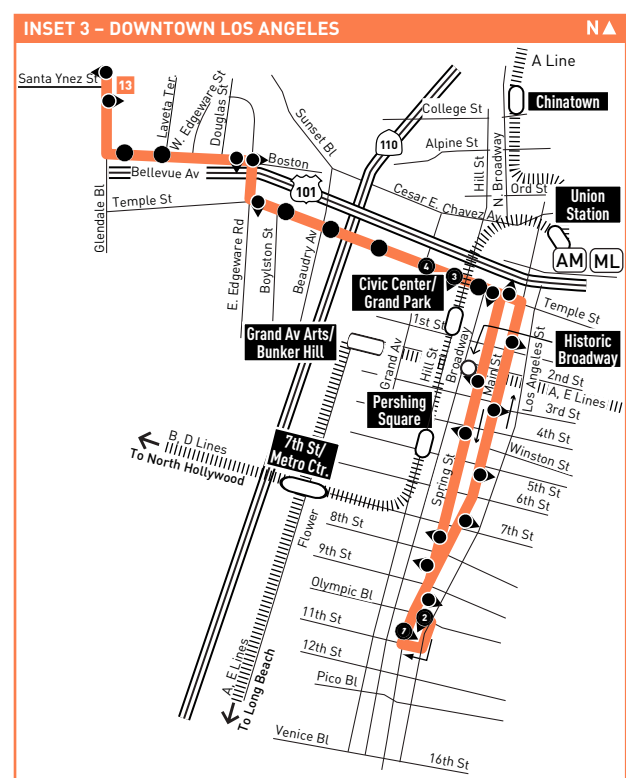 INSET 3 – DOWNTOWN LOS ANGELES
N
A Line
Santa Ynez St
13
Chinatown
Laveta Ter.
W. Edgeware St
Douglas St
Sunset Bl
110
College St
Alpine St
Hill St
N. Broadway
Ord St
Boston
Bellevue Av
101
Cesar E. Chavez Av
Union
Station
AM
ML
Glendale Bl
Temple St
E. Edgeware Rd
Boylston St
Beaudry Av
4
3
Civic Center/
Grand Park
Temple St
1st St
Grand Av Arts/
Bunker Hill
Grand Av
Hill St
Broadway
Main St
Los Angeles St
Historic
Broadway
2nd St
A, E Lines
3rd St
Pershing
Square
4th St
Winston St
B, D Lines
To North Hollywood
7th St/
Metro Ctr.
Spring St
5th St
6th St
7th St
Flower
8th St
9th St
Olympic Bl
11th St
1
2
12th St
A, E Lines
To Long Beach
Pico Bl
Venice Bl
16th St